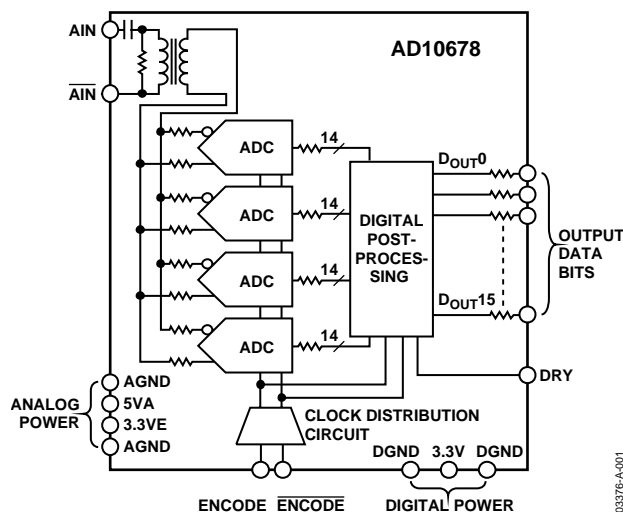 AIN
AD10678
AIN
ADC
14
DOUT0
ADC
14
DIGITAL
POST-
PROCES-
SING
OUTPUT
DATA
BITS
ADC
14
DOUT15
ADC
14
DRY
AGND
ANALOG
POWER
5VA
3.3VE
AGND
CLOCK DISTRIBUTION
CIRCUIT
DGND 3.3V DGND
ENCODE ENCODE
DIGITAL POWER
03376-A-001